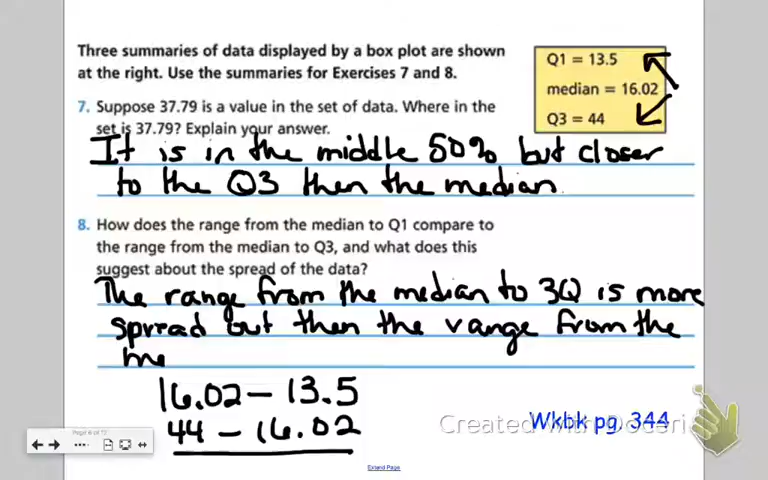 Three summaries of data displayed by a box plot are shown
at the right. Use the summaries for Exercises 7 and 8.
Q1 = 13.5
median = 16.02
Q3 = 44
7. Suppose 37.79 is a value in the set of data. Where in the
set is 37.79? Explain your answer.
It is in the middle 50% but closer
to the Q3 then the median.
8. How does the range from the median to Q1 compare to
the range from the median to Q3, and what does this
suggest about the spread of the data?
The range from the median to 3Q is more
spread out then the range from the
me
16.02 - 13.5
44 - 16.02
Wkbk pg. 344
Created with Doceri
Extend Page